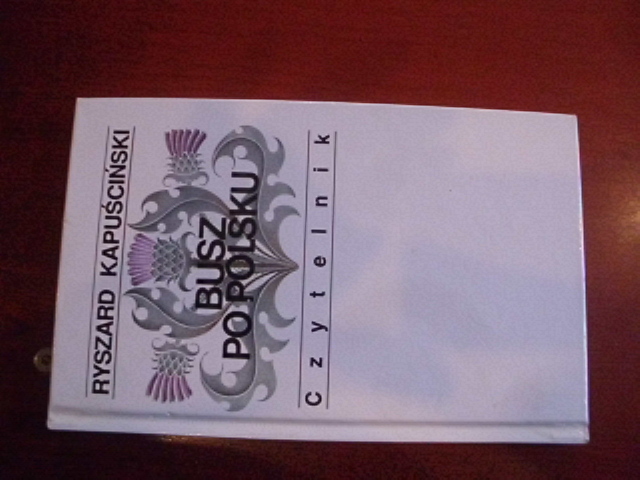 RYSZARD KAPUŚCIŃSKI
BUSZ
PO POLSKU
Czytelnik